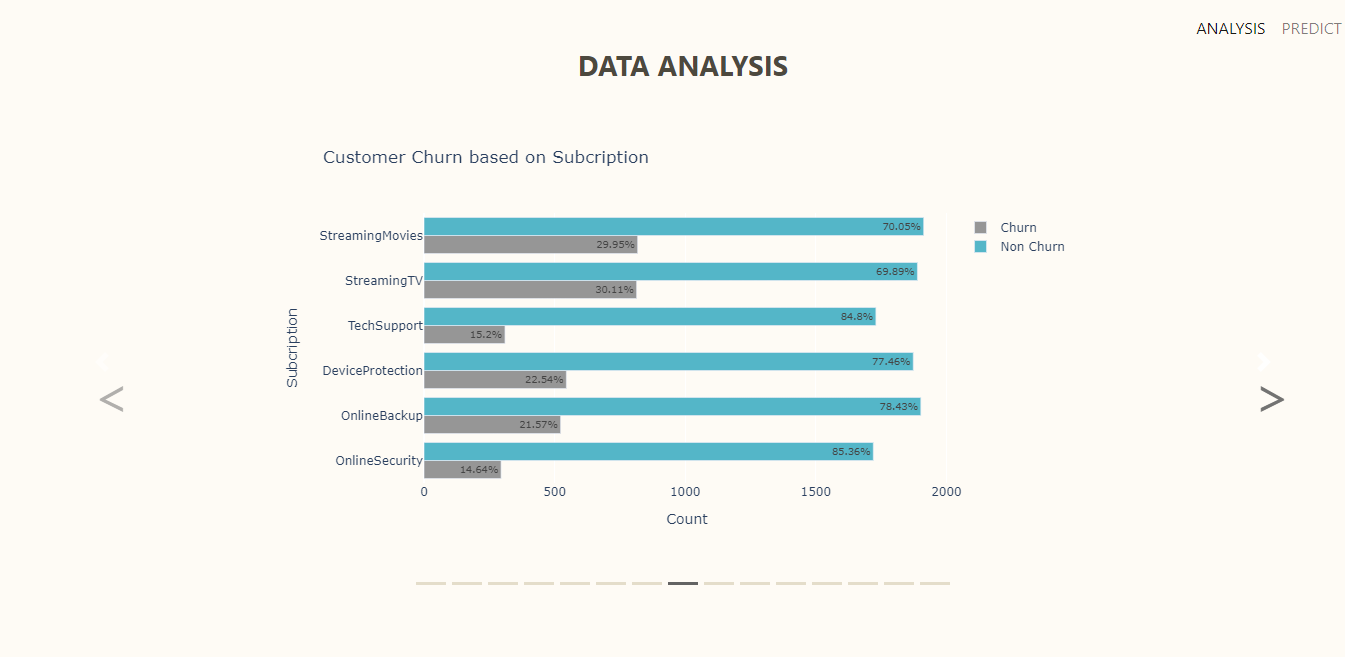 ANALYSIS PREDICT
DATA ANALYSIS
Customer Churn based on Subcription
Churn
Non Churn
Subcription
StreamingMovies
70.05%
29.95%
StreamingTV
69.89%
30.11%
TechSupport
84.8%
15.2%
DeviceProtection
77.46%
22.54%
OnlineBackup
78.43%
21.57%
OnlineSecurity
85.36%
14.64%
0 500 1000 1500 2000
Count
< >